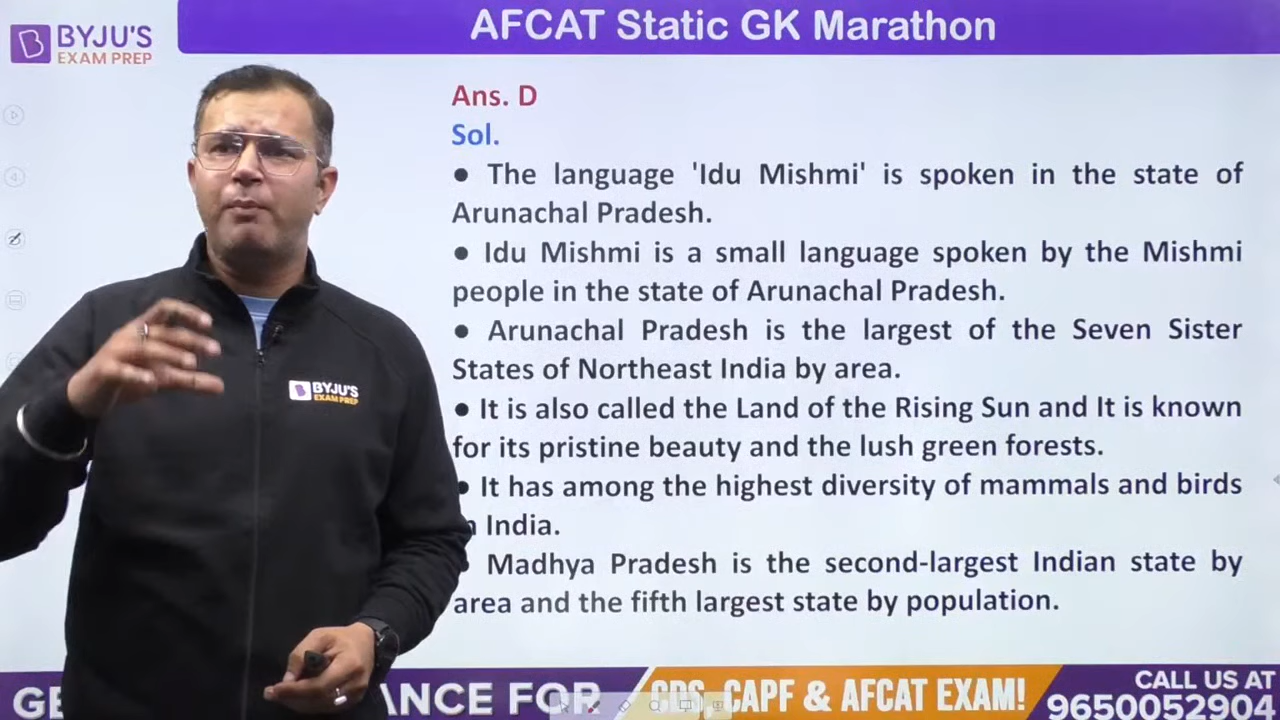 BYJU'S
EXAM PREP
AFCAT Static GK Marathon
Ans. D
Sol.
● The language 'Idu Mishmi' is spoken in the state of
Arunachal Pradesh.
● Idu Mishmi is a small language spoken by the Mishmi
people in the state of Arunachal Pradesh.
● Arunachal Pradesh is the largest of the Seven Sister
States of Northeast India by area.
● It is also called the Land of the Rising Sun and It is known
for its pristine beauty and the lush green forests.
● It has among the highest diversity of mammals and birds
India.
Madhya Pradesh is the second-largest Indian state by
area and the fifth largest state by population.
BYJU'S
EXAM PREP
FOR CDS, CAPF & AFCAT EXAM!
CALL US AT
9650052904